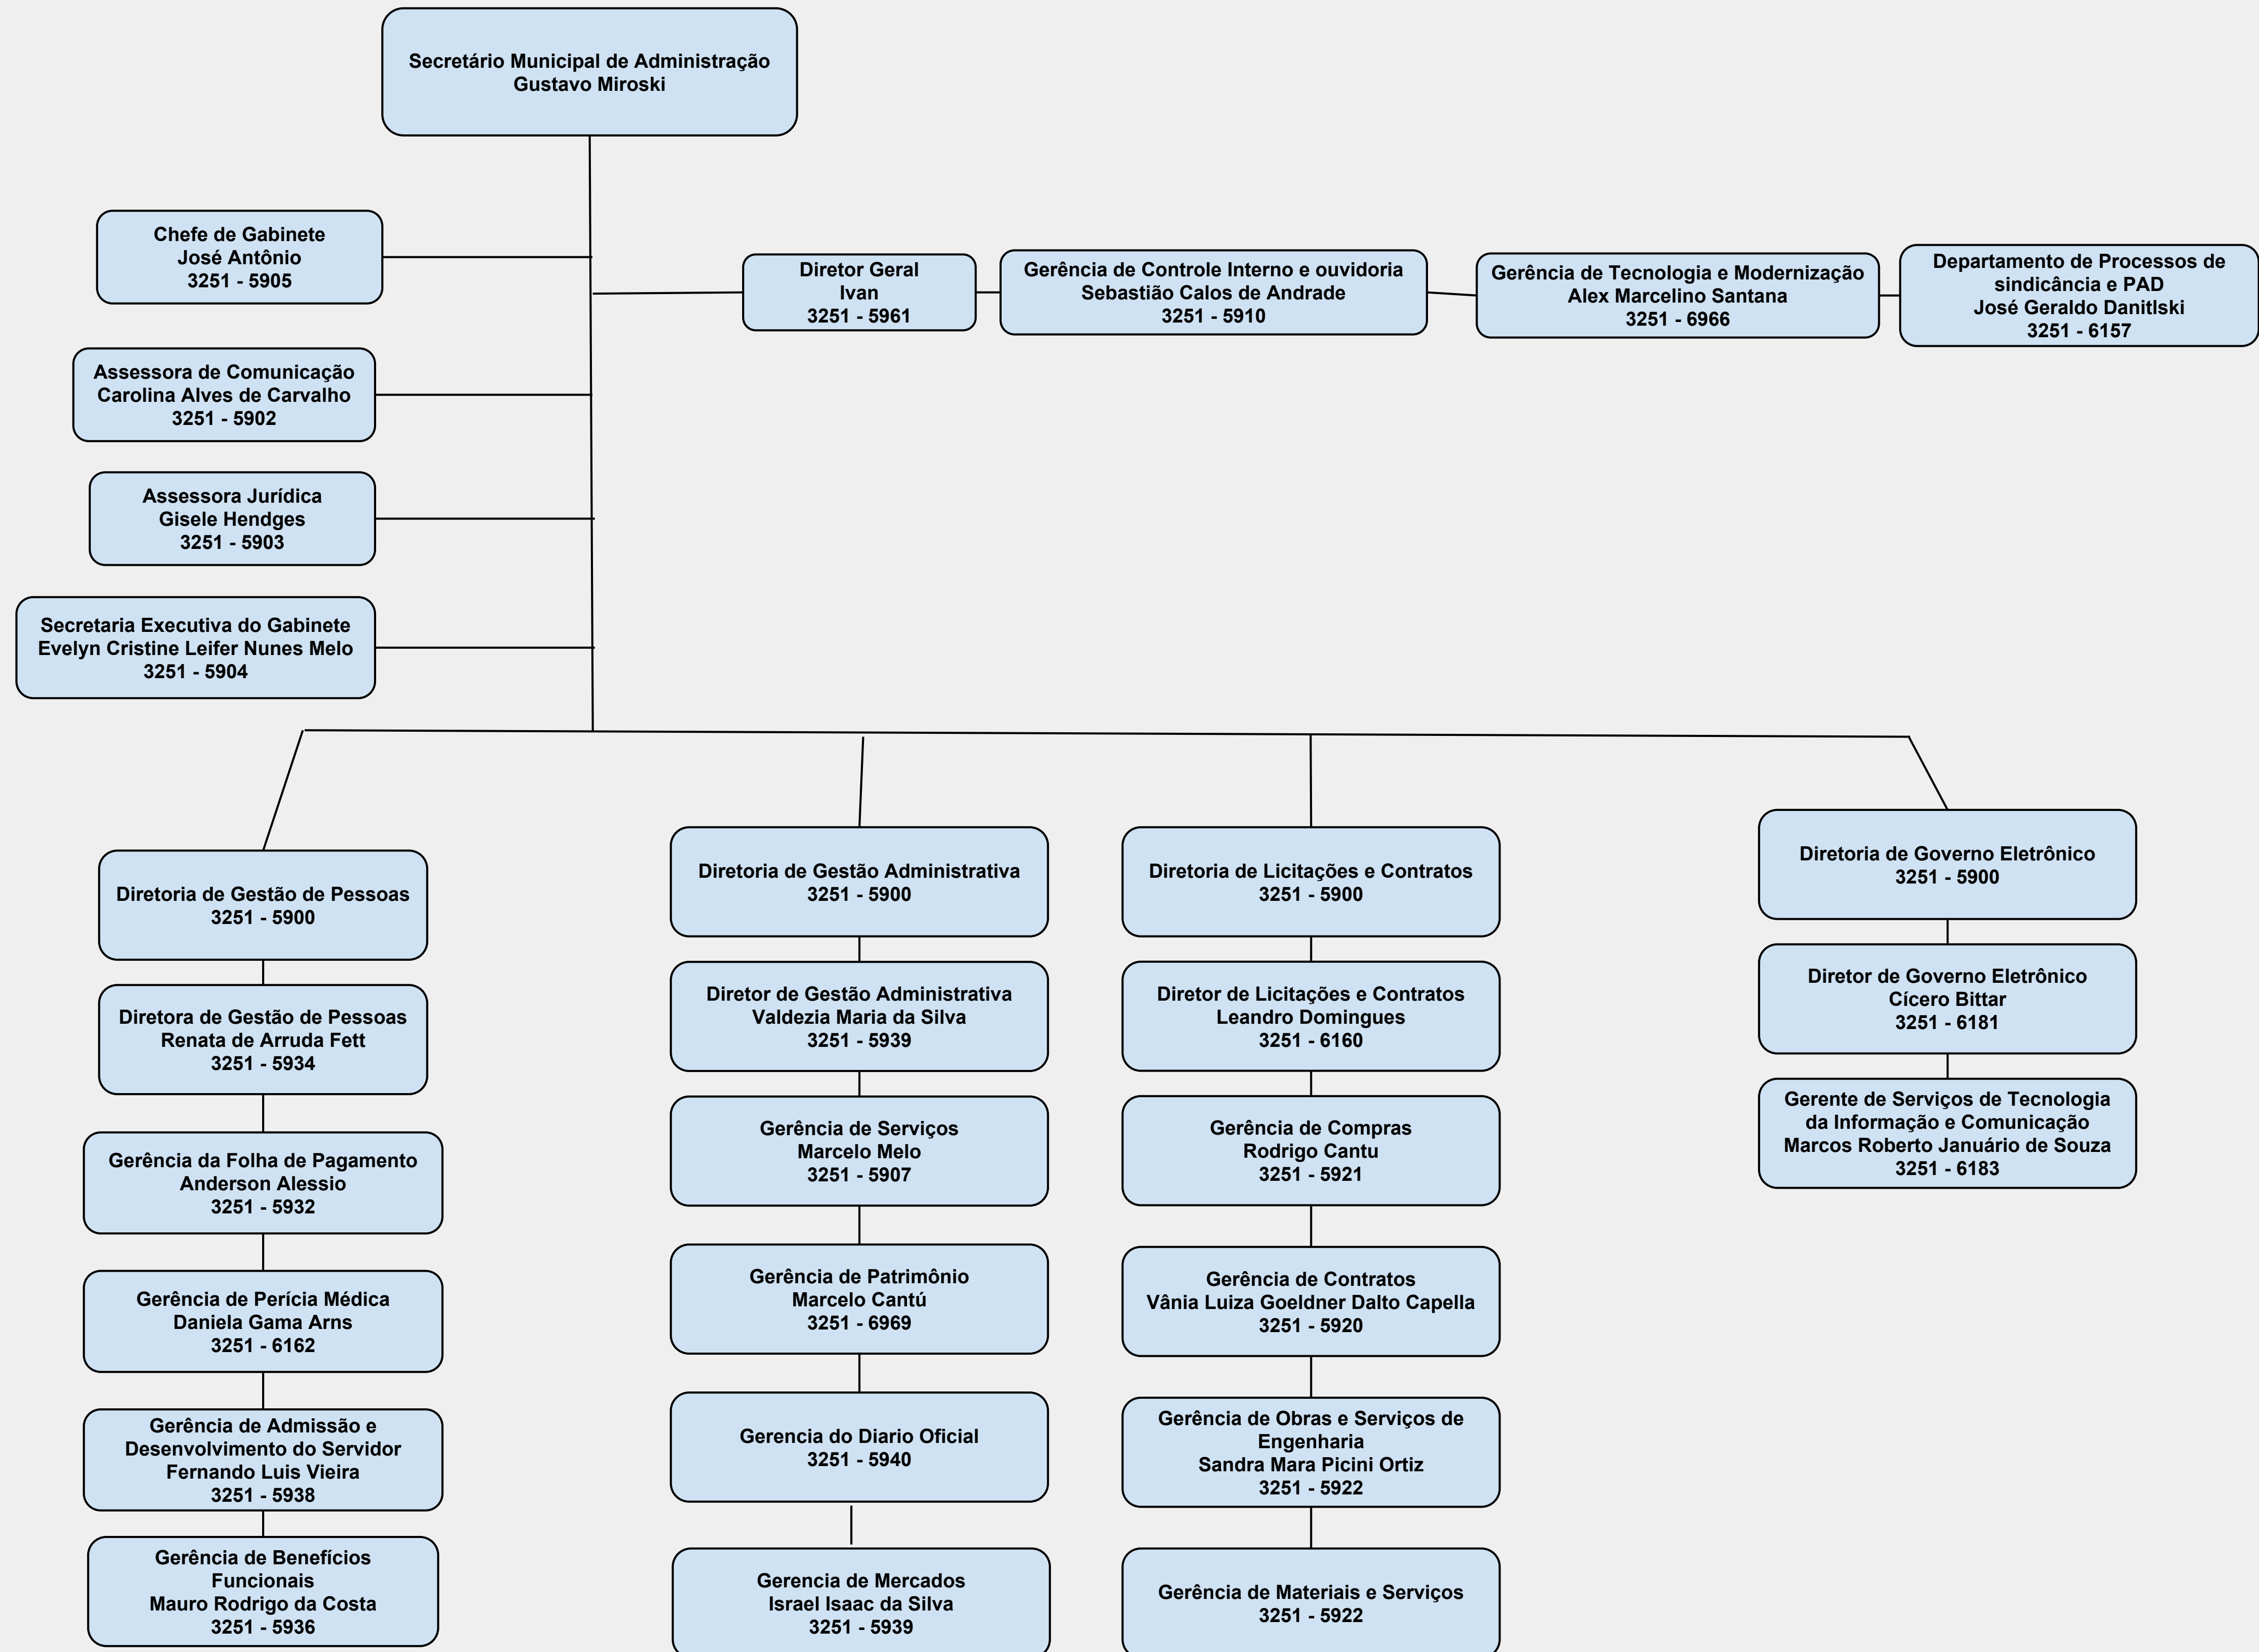 Secretário Municipal de Administração
Gustavo Miroski
Chefe de Gabinete
José Antônio
3251 - 5905
Diretor Geral
Ivan
3251 - 5961
Gerência de Controle Interno e ouvidoria
Sebastião Calos de Andrade
3251 - 5910
Gerência de Tecnologia e Modernização
Alex Marcelino Santana
3251 - 6966
Departamento de Processos de
sindicância e PAD
José Geraldo Danitlski
3251 - 6157
Assessora de Comunicação
Carolina Alves de Carvalho
3251 - 5902
Assessora Jurídica
Gisele Hendges
3251 - 5903
Secretaria Executiva do Gabinete
Evelyn Cristine Leifer Nunes Melo
3251 - 5904
Diretoria de Gestão de Pessoas
3251 - 5900
Diretora de Gestão de Pessoas
Renata de Arruda Fett
3251 - 5934
Gerência da Folha de Pagamento
Anderson Alessio
3251 - 5932
Gerência de Perícia Médica
Daniela Gama Arns
3251 - 6162
Gerência de Admissão e
Desenvolvimento do Servidor
Fernando Luis Vieira
3251 - 5938
Gerência de Benefícios
Funcionais
Mauro Rodrigo da Costa
3251 - 5936
Diretoria de Gestão Administrativa
3251 - 5900
Diretor de Gestão Administrativa
Valdezia Maria da Silva
3251 - 5939
Gerência de Serviços
Marcelo Melo
3251 - 5907
Gerência de Patrimônio
Marcelo Cantú
3251 - 6969
Gerencia do Diario Oficial
3251 - 5940
Gerencia de Mercados
Israel Isaac da Silva
3251 - 5939
Diretoria de Licitações e Contratos
3251 - 5900
Diretor de Licitações e Contratos
Leandro Domingues
3251 - 6160
Gerência de Compras
Rodrigo Cantu
3251 - 5921
Gerência de Contratos
Vânia Luiza Goeldner Dalto Capella
3251 - 5920
Gerência de Obras e Serviços de
Engenharia
Sandra Mara Picini Ortiz
3251 - 5922
Gerência de Materiais e Serviços
3251 - 5922
Diretoria de Governo Eletrônico
3251 - 5900
Diretor de Governo Eletrônico
Cícero Bittar
3251 - 6181
Gerente de Serviços de Tecnologia
da Informação e Comunicação
Marcos Roberto Januário de Souza
3251 - 6183